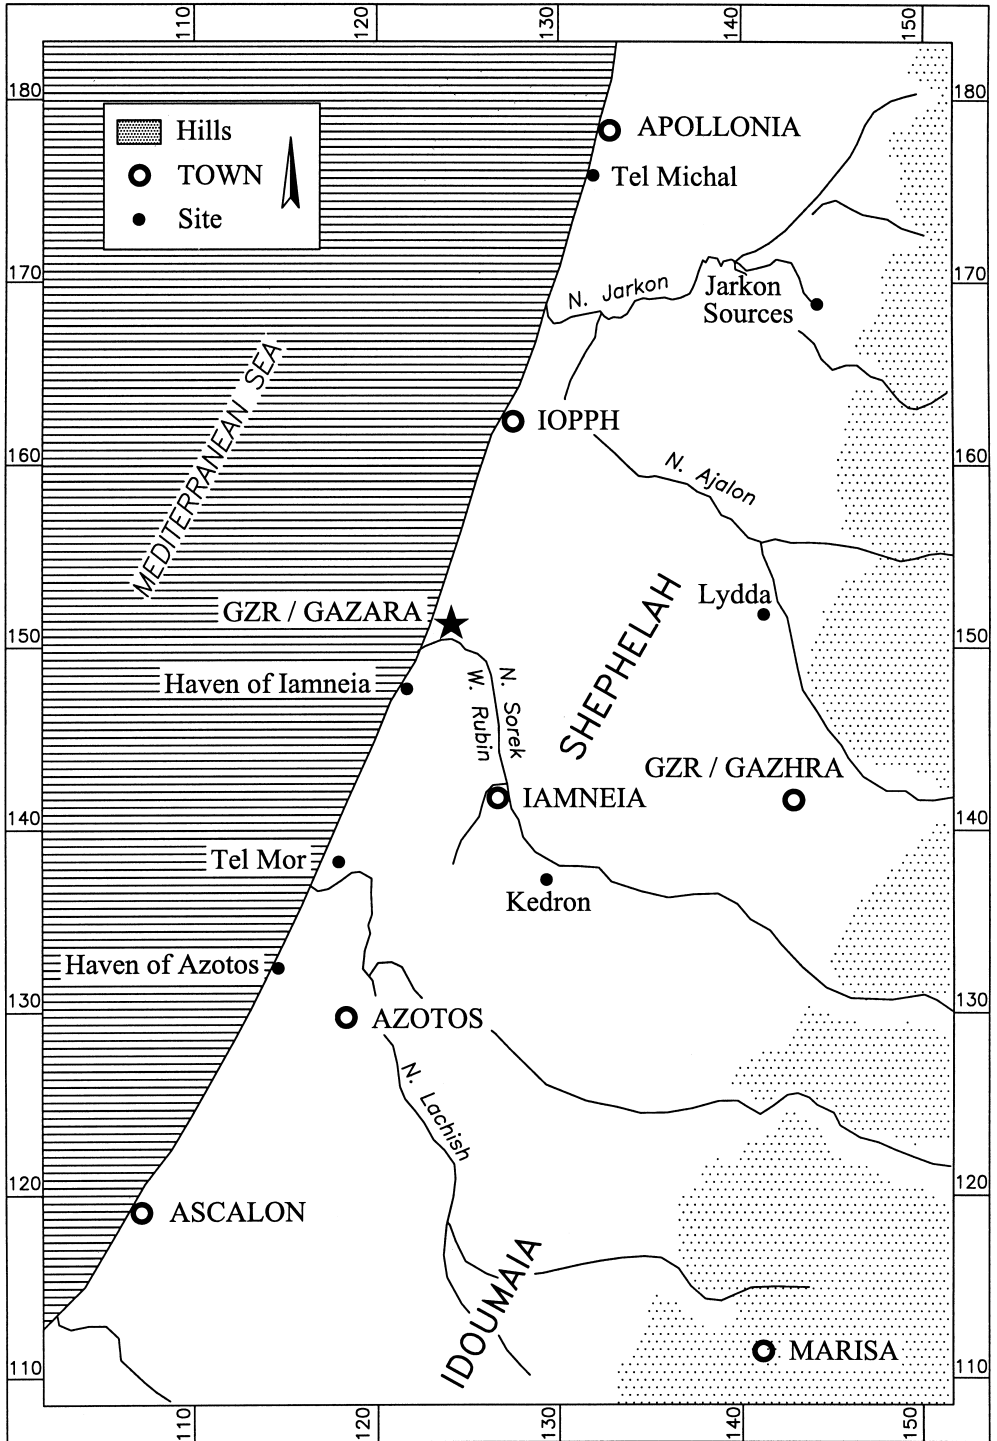 110
120
130
140
150
180
180
Hills
TOWN
Site
APOLLONIA
Tel Michal
170
170
N. Jarkon
Jarkon
Sources
MEDITERRANEAN SEA
IOPPH
160
160
N. Ajalon
SHEPHELAH
Lydda
GZR / GAZARA
150
150
Haven of Iamneia
N. Sorek
W. Rubin
GZR / GAZHRA
IAMNEIA
140
140
Tel Mor
Kedron
Haven of Azotos
130
130
AZOTOS
N. Lachish
120
120
ASCALON
IDOUMAIA
MARISA
110
110
110
120
130
140
150